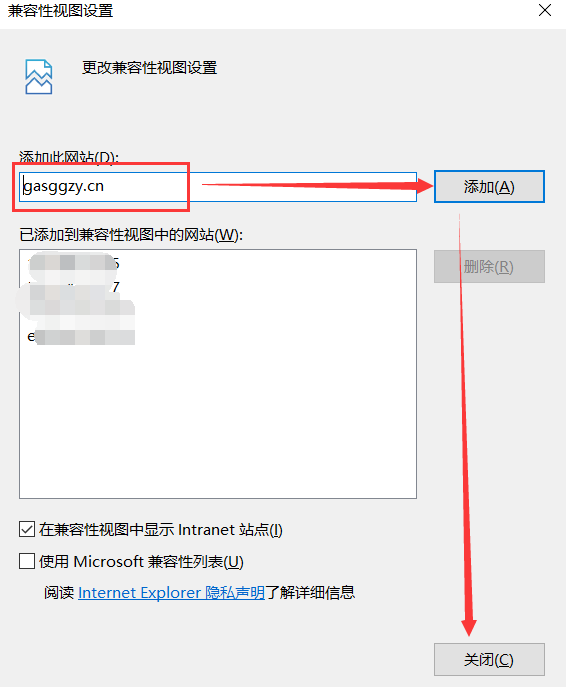 兼容性视图设置
更改兼容性视图设置
添加此网站(D):
gasggzy.cn
添加(A)
已添加到兼容性视图中的网站(W):
5
7
e
删除(R)
在兼容性视图中显示 Intranet 站点(I)
使用 Microsoft 兼容性列表(U)
阅读 Internet Explorer 隐私声明了解详细信息
关闭(C)